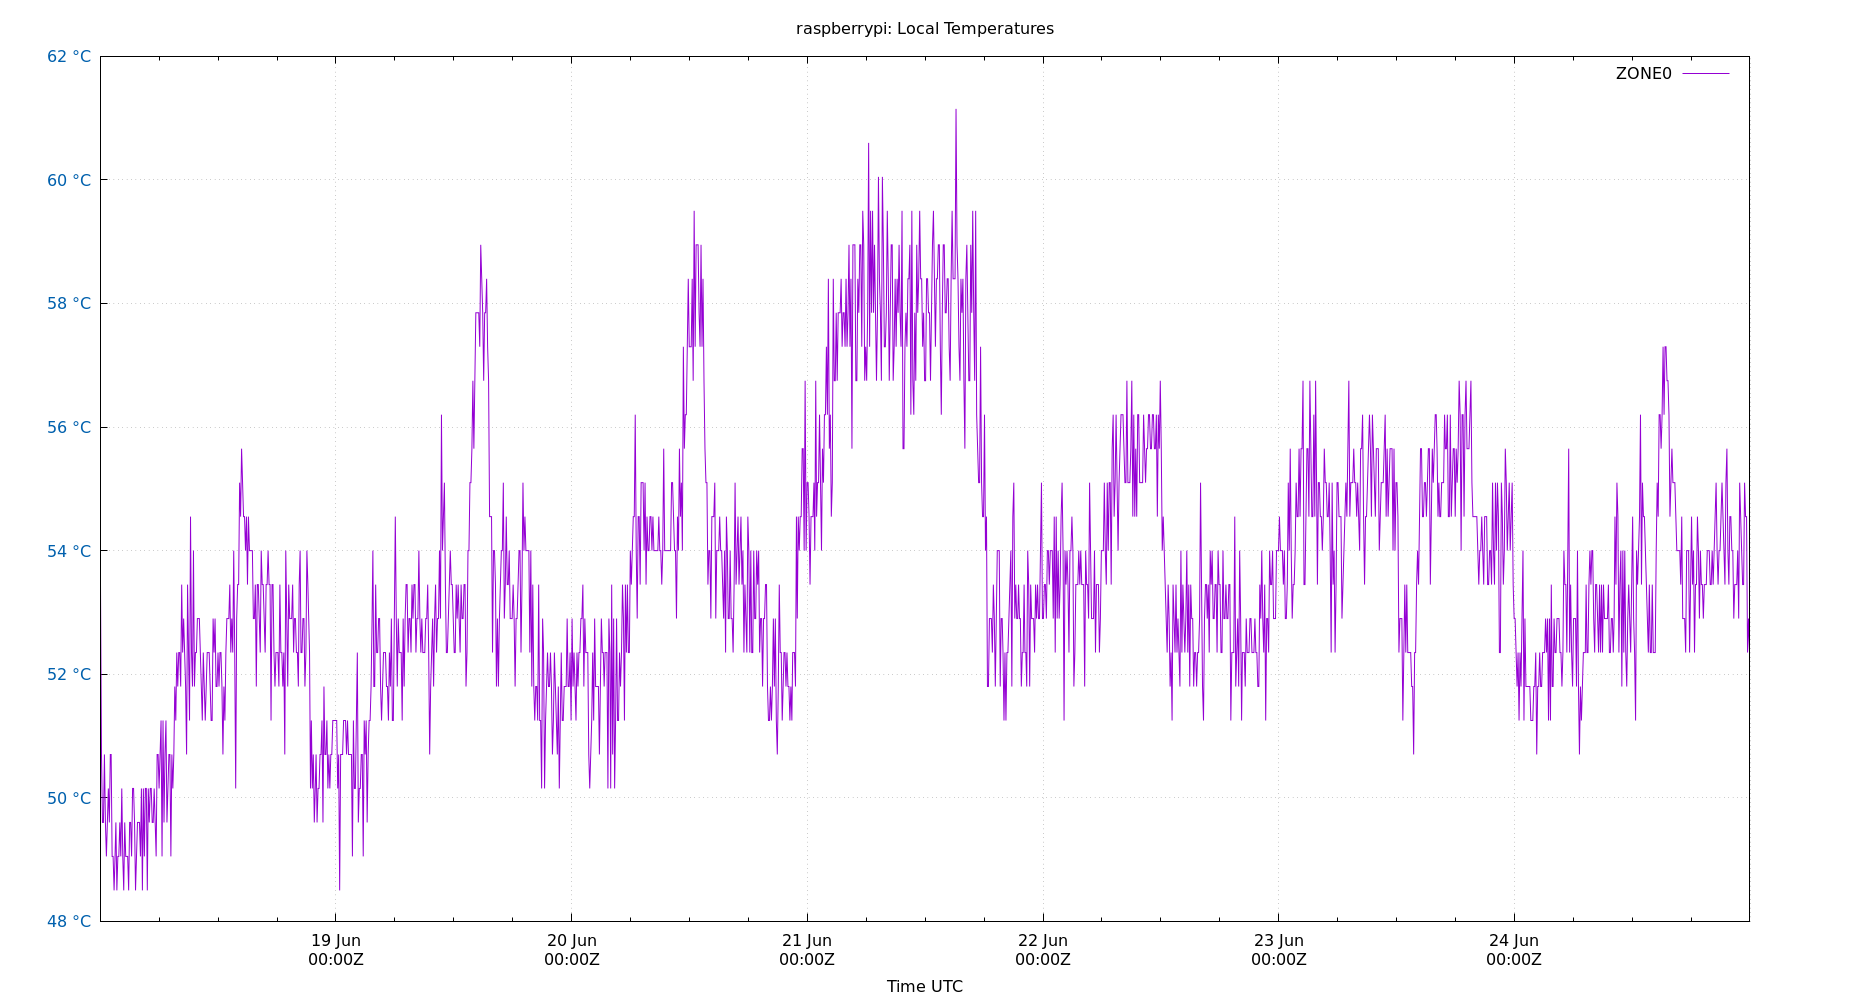 raspberrypi: Local Temperatures
62 °C
ZONE0
60 °C
58 °C
56 °C
54 °C
52 °C
50 °C
48 °C
19 Jun 20 Jun 21 Jun 22 Jun 23 Jun 24 Jun
00:00Z 00:00Z 00:00Z 00:00Z 00:00Z 00:00Z
Time UTC